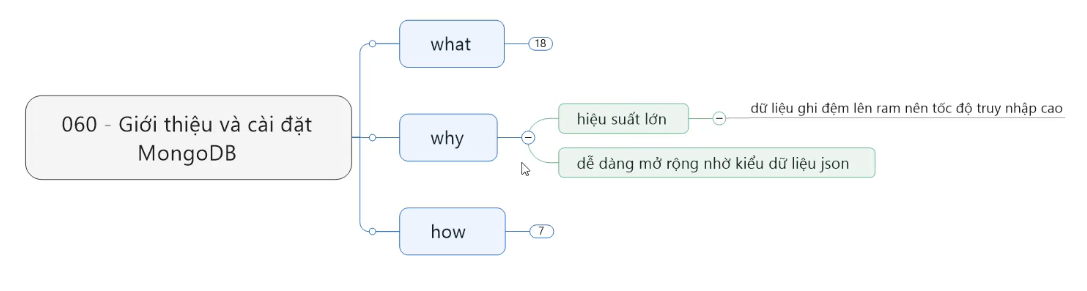 060 - Giới thiệu và cài đặt
MongoDB
what
18
why
hiệu suất lớn
dữ liệu ghi đệm lên ram nên tốc độ truy nhập cao
dễ dàng mở rộng nhờ kiểu dữ liệu json
how
7